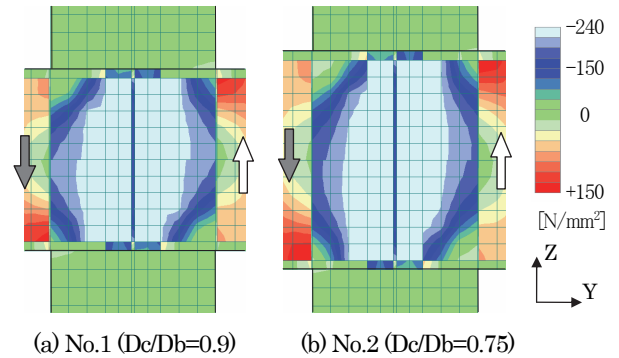 −240
−150
0
+150
[N/mm²]
Z
Y
(a) No.1 (Dc/Db=0.9)
(b) No.2 (Dc/Db=0.75)